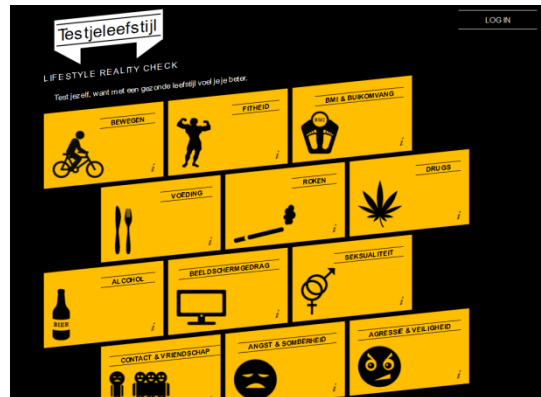 Testjeleefstijl
LOG IN
LIFESTYLE REALITY CHECK
Test jezelf, want met een gezonde leefstijl voel je je beter.
BEWEGEN
i
FITHEID
i
BMI & BUIKOMVANG
BMI
i
VOEDING
i
ROKEN
i
DRUGS
i
ALCOHOL
BIER
i
BEELDSCHERMGEDRAG
i
SEKSUALITEIT
i
CONTACT & VRIENDSCHAP
i
ANGST & SOMBERHEID
i
AGRESSIE & VEILIGHEID
i